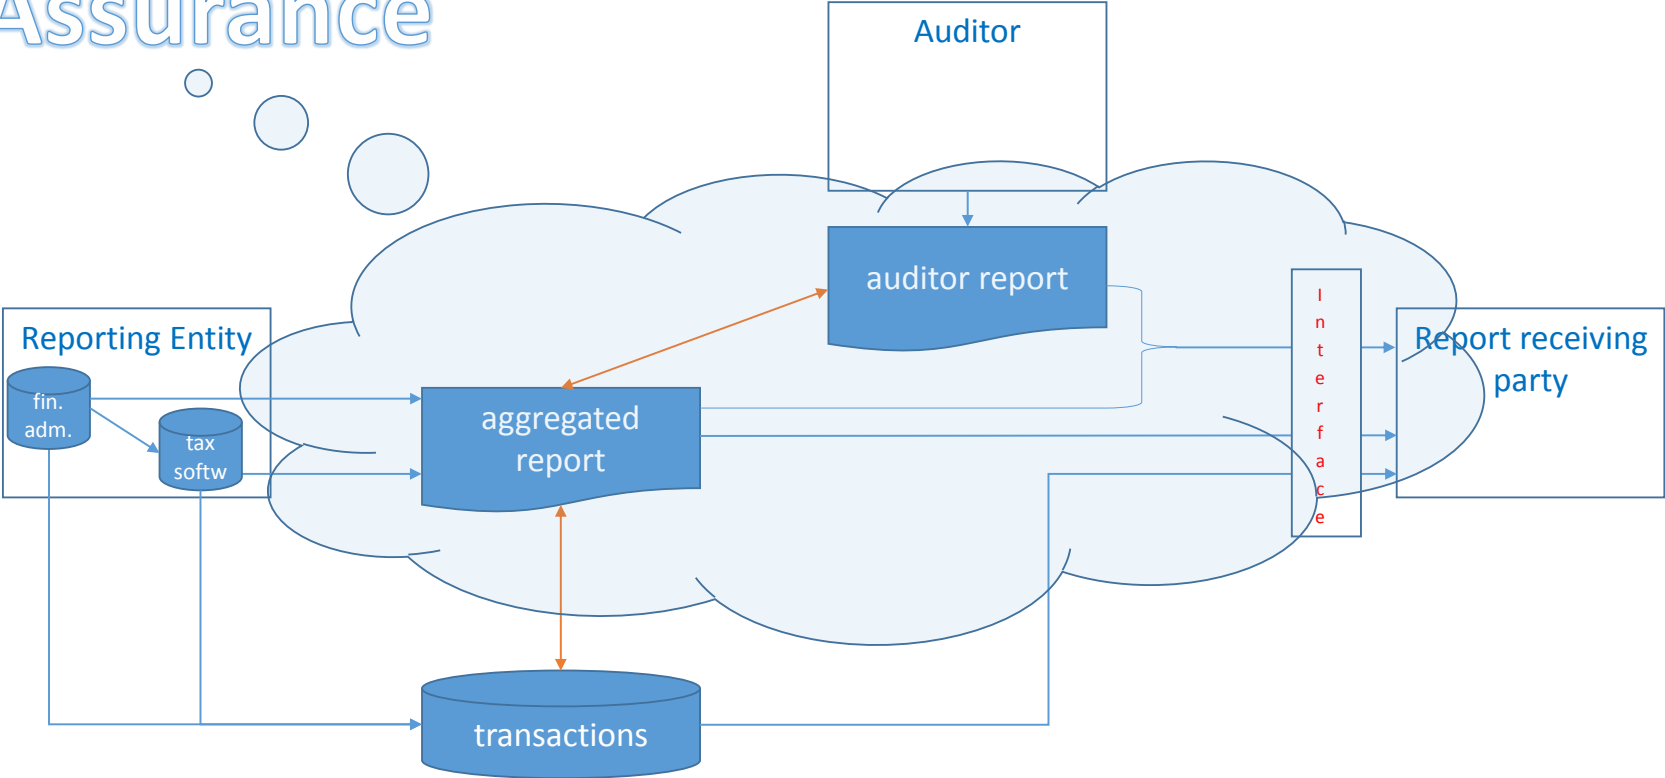 Assurance
Auditor
auditor report
Reporting Entity
fin.
adm.
tax
softw
aggregated
report
I
n
t
e
r
f
a
c
e
Report receiving
party
transactions